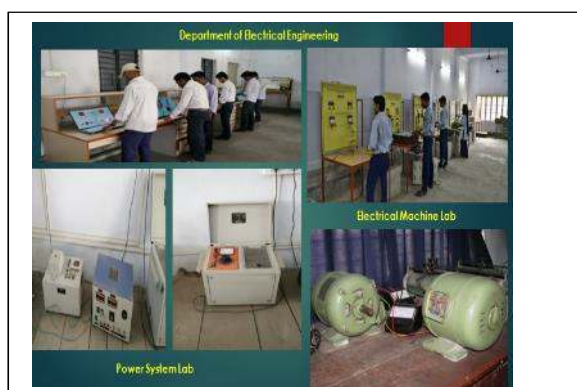 Department of Electrical Engineering
Electrical Machine Lab
Power System Lab